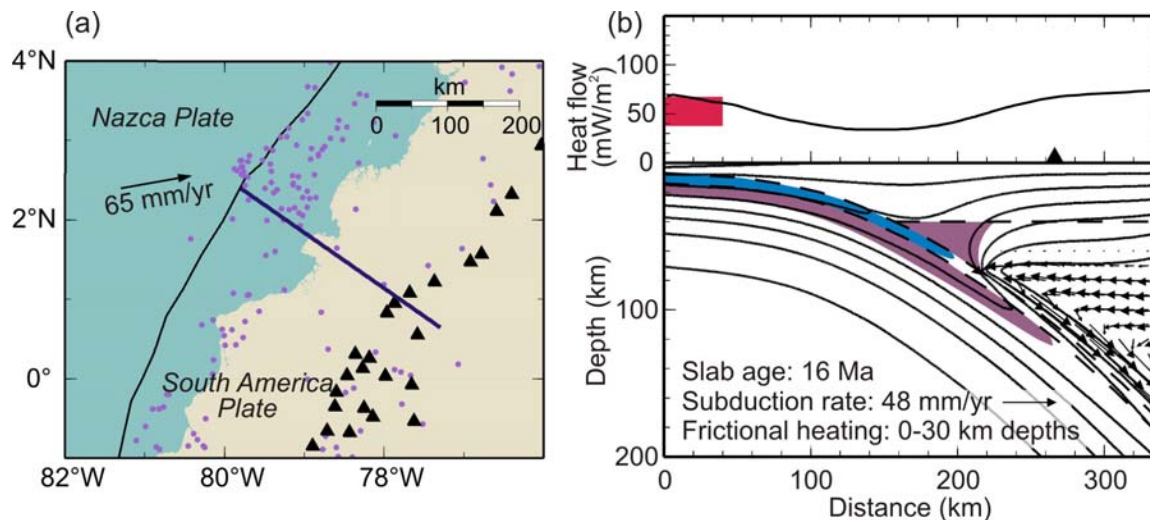 (a)
4°N
km
0 100 200
Nazca Plate
65 mm/yr
2°N
South America
Plate
0°
82°W 80°W 78°W
(b)
Heat flow
(mW/m²)
100
50
0
Depth (km)
0
100
200
Slab age: 16 Ma
Subduction rate: 48 mm/yr
Frictional heating: 0-30 km depths
0 100 200 300
Distance (km)